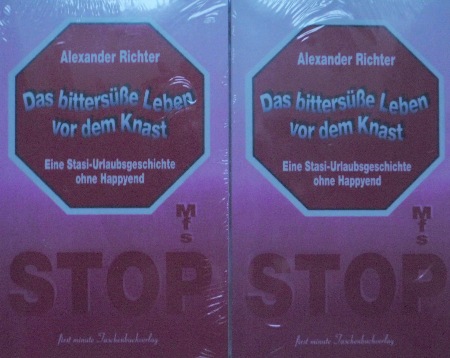 Alexander Richter
Das bittersüße Leben
vor dem Knast
Eine Stasi-Urlaubsgeschichte
ohne Happyend
MfS
STOP
first minute Taschenbuchverlag
Alexander Richter
Das bittersüße Leben
vor dem Knast
Eine Stasi-Urlaubsgeschichte
ohne Happyend
MfS
STOP
first minute Taschenbuchverlag